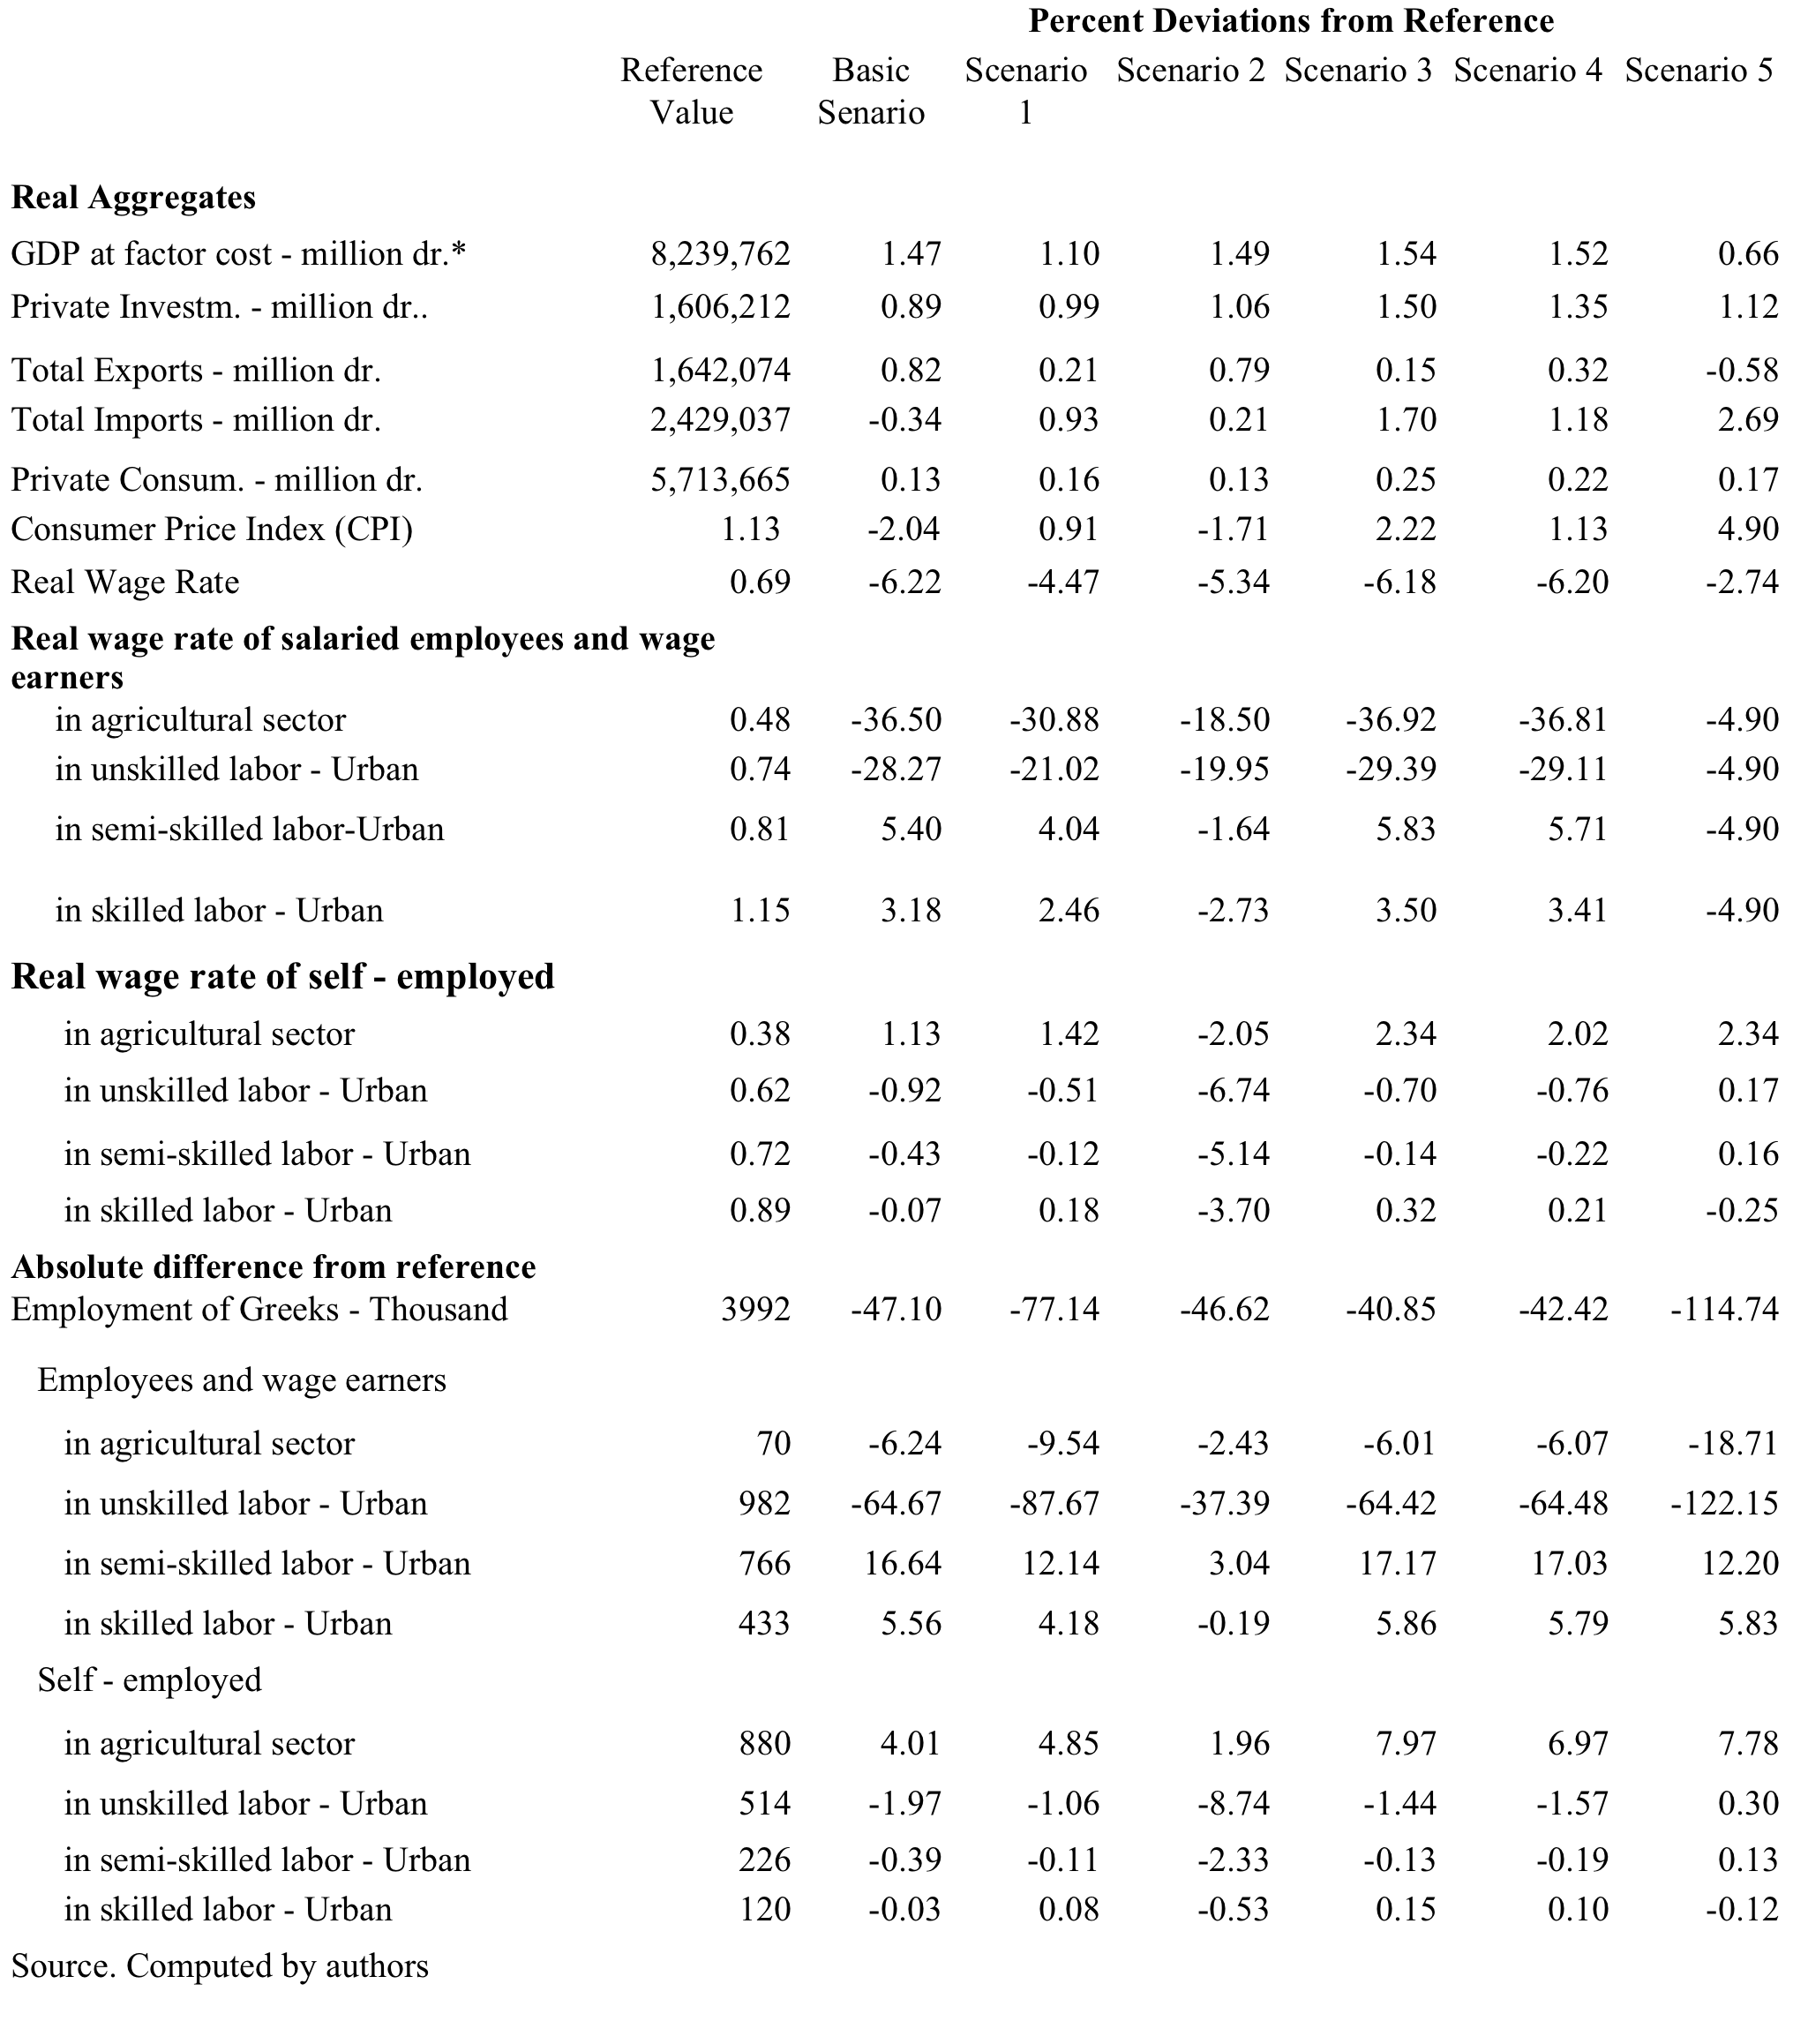 Percent Deviations from Reference
Reference Value Basic Senario Scenario 1 Scenario 2 Scenario 3 Scenario 4 Scenario 5
Real Aggregates
GDP at factor cost - million dr.* 8,239,762 1.47 1.10 1.49 1.54 1.52 0.66
Private Investm. - million dr.. 1,606,212 0.89 0.99 1.06 1.50 1.35 1.12
Total Exports - million dr. 1,642,074 0.82 0.21 0.79 0.15 0.32 -0.58
Total Imports - million dr. 2,429,037 -0.34 0.93 0.21 1.70 1.18 2.69
Private Consum. - million dr. 5,713,665 0.13 0.16 0.13 0.25 0.22 0.17
Consumer Price Index (CPI) 1.13 -2.04 0.91 -1.71 2.22 1.13 4.90
Real Wage Rate 0.69 -6.22 -4.47 -5.34 -6.18 -6.20 -2.74
Real wage rate of salaried employees and wage
earners
in agricultural sector 0.48 -36.50 -30.88 -18.50 -36.92 -36.81 -4.90
in unskilled labor - Urban 0.74 -28.27 -21.02 -19.95 -29.39 -29.11 -4.90
in semi-skilled labor-Urban 0.81 5.40 4.04 -1.64 5.83 5.71 -4.90
in skilled labor - Urban 1.15 3.18 2.46 -2.73 3.50 3.41 -4.90
Real wage rate of self - employed
in agricultural sector 0.38 1.13 1.42 -2.05 2.34 2.02 2.34
in unskilled labor - Urban 0.62 -0.92 -0.51 -6.74 -0.70 -0.76 0.17
in semi-skilled labor - Urban 0.72 -0.43 -0.12 -5.14 -0.14 -0.22 0.16
in skilled labor - Urban 0.89 -0.07 0.18 -3.70 0.32 0.21 -0.25
Absolute difference from reference
Employment of Greeks - Thousand 3992 -47.10 -77.14 -46.62 -40.85 -42.42 -114.74
Employees and wage earners
in agricultural sector 70 -6.24 -9.54 -2.43 -6.01 -6.07 -18.71
in unskilled labor - Urban 982 -64.67 -87.67 -37.39 -64.42 -64.48 -122.15
in semi-skilled labor - Urban 766 16.64 12.14 3.04 17.17 17.03 12.20
in skilled labor - Urban 433 5.56 4.18 -0.19 5.86 5.79 5.83
Self - employed
in agricultural sector 880 4.01 4.85 1.96 7.97 6.97 7.78
in unskilled labor - Urban 514 -1.97 -1.06 -8.74 -1.44 -1.57 0.30
in semi-skilled labor - Urban 226 -0.39 -0.11 -2.33 -0.13 -0.19 0.13
in skilled labor - Urban 120 -0.03 0.08 -0.53 0.15 0.10 -0.12
Source. Computed by authors